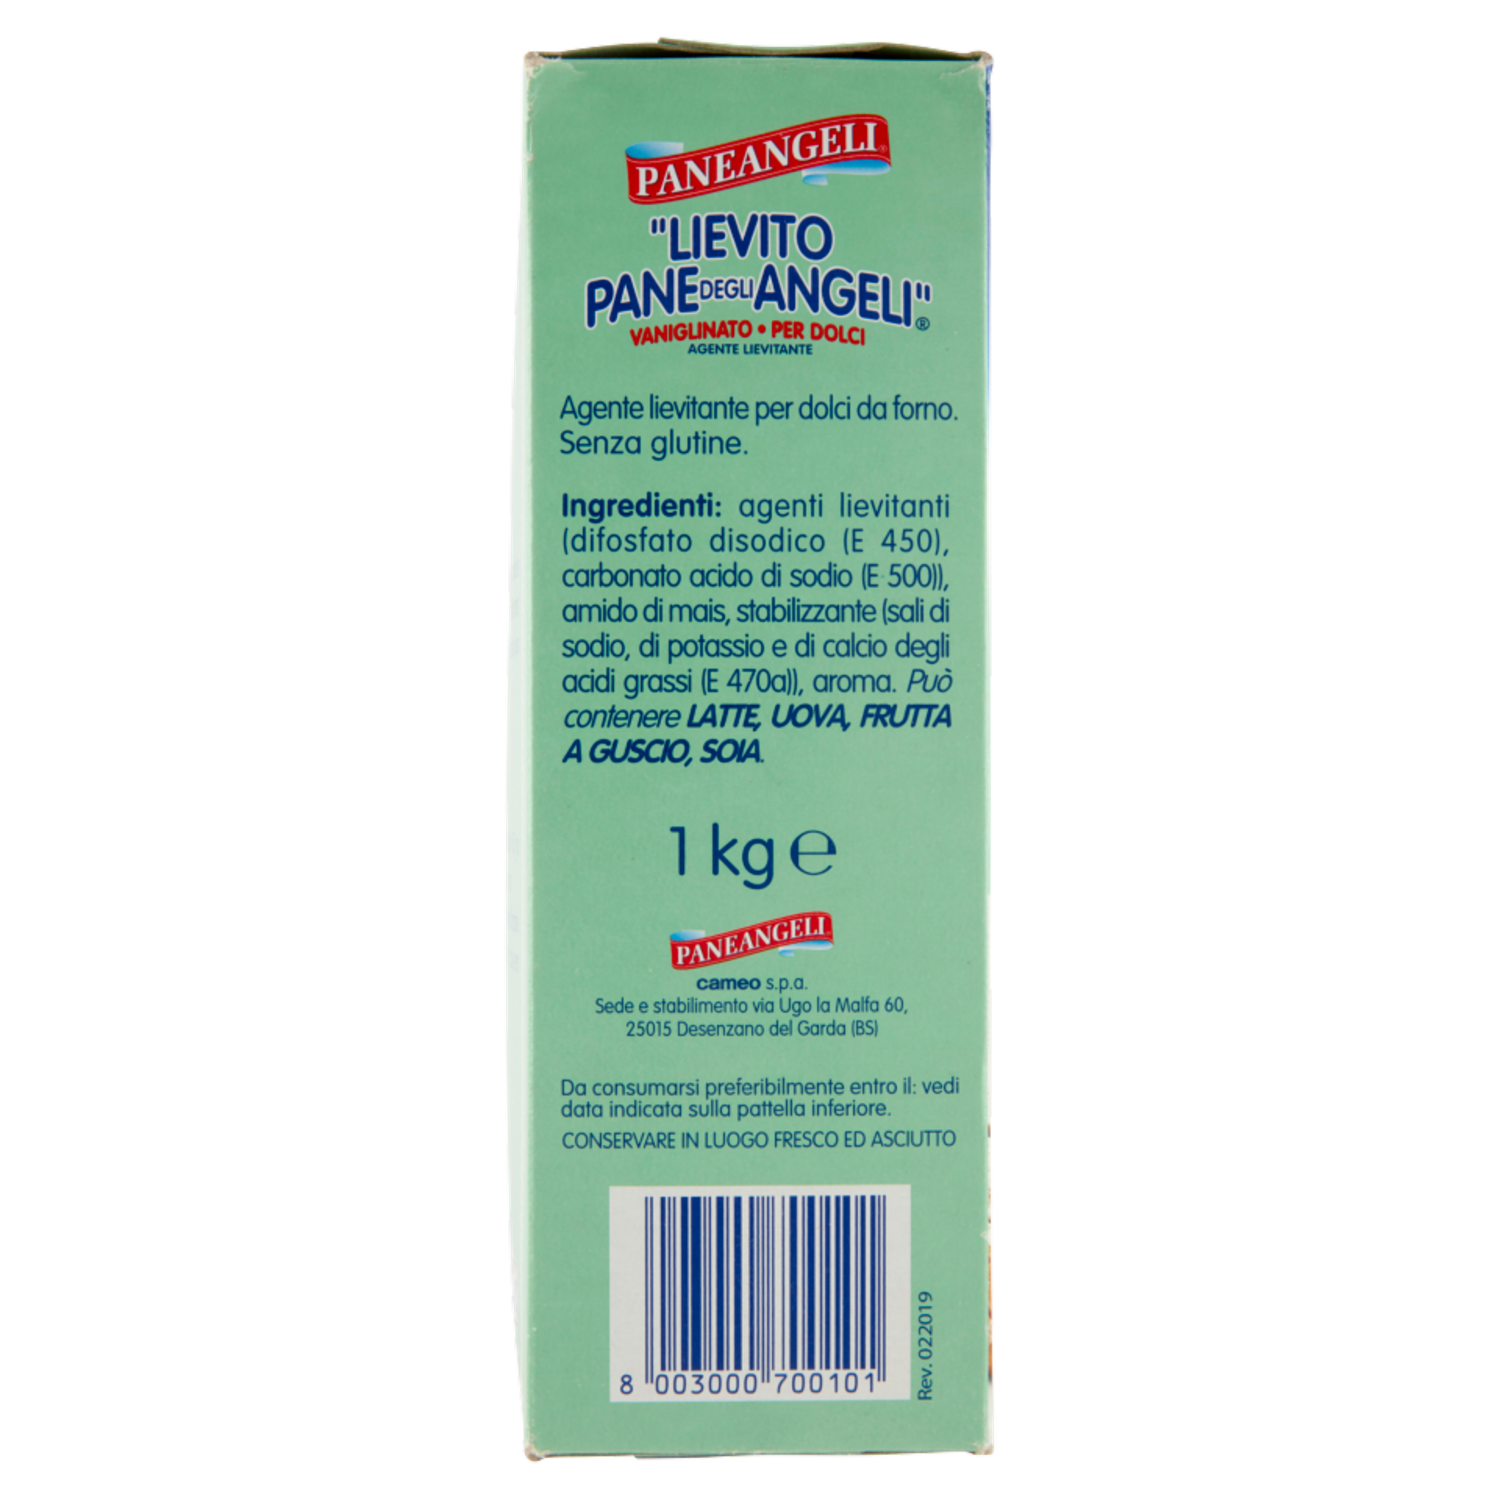 PANEANGELI®
"LIEVITO
PANE DEGLI ANGELI"®
VANIGLINATO • PER DOLCI
AGENTE LIEVITANTE
Agente lievitante per dolci da forno.
Senza glutine.
Ingredienti: agenti lievitanti
(difosfato disodico (E 450),
carbonato acido di sodio (E 500)),
amido di mais, stabilizzante (sali di
sodio, di potassio e di calcio degli
acidi grassi (E 470a)), aroma. Può
contenere LATTE, UOVA, FRUTTA
A GUSCIO, SOIA.
1 kg ℮
PANEANGELI
cameo s.p.a.
Sede e stabilimento via Ugo la Malfa 60,
25015 Desenzano del Garda (BS)
Da consumarsi preferibilmente entro il: vedi
data indicata sulla pattella inferiore.
CONSERVARE IN LUOGO FRESCO ED ASCIUTTO
8 003000 700101
Rev. 022019